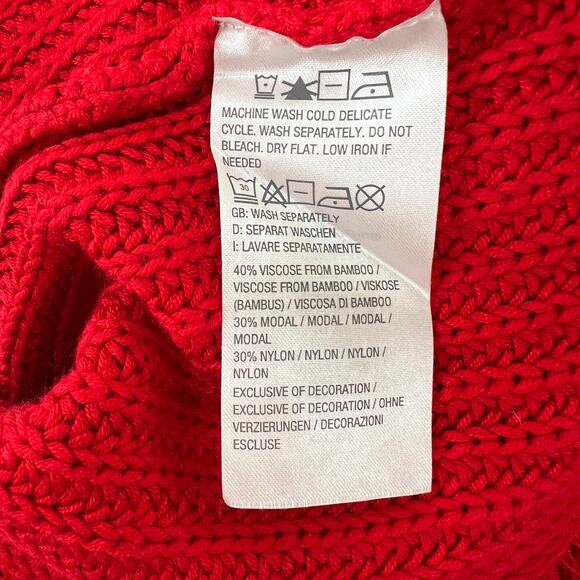 MACHINE WASH COLD DELICATE
CYCLE. WASH SEPARATELY. DO NOT
BLEACH. DRY FLAT. LOW IRON IF
NEEDED
30
GB: WASH SEPARATELY
D: SEPARAT WASCHEN
I: LAVARE SEPARATAMENTE
40% VISCOSE FROM BAMBOO /
VISCOSE FROM BAMBOO / VISKOSE
(BAMBUS) / VISCOSA DI BAMBOO
30% MODAL / MODAL / MODAL /
MODAL
30% NYLON / NYLON / NYLON /
NYLON
EXCLUSIVE OF DECORATION /
EXCLUSIVE OF DECORATION / OHNE
VERZIERUNGEN / DECORAZIONI
ESCLUSE